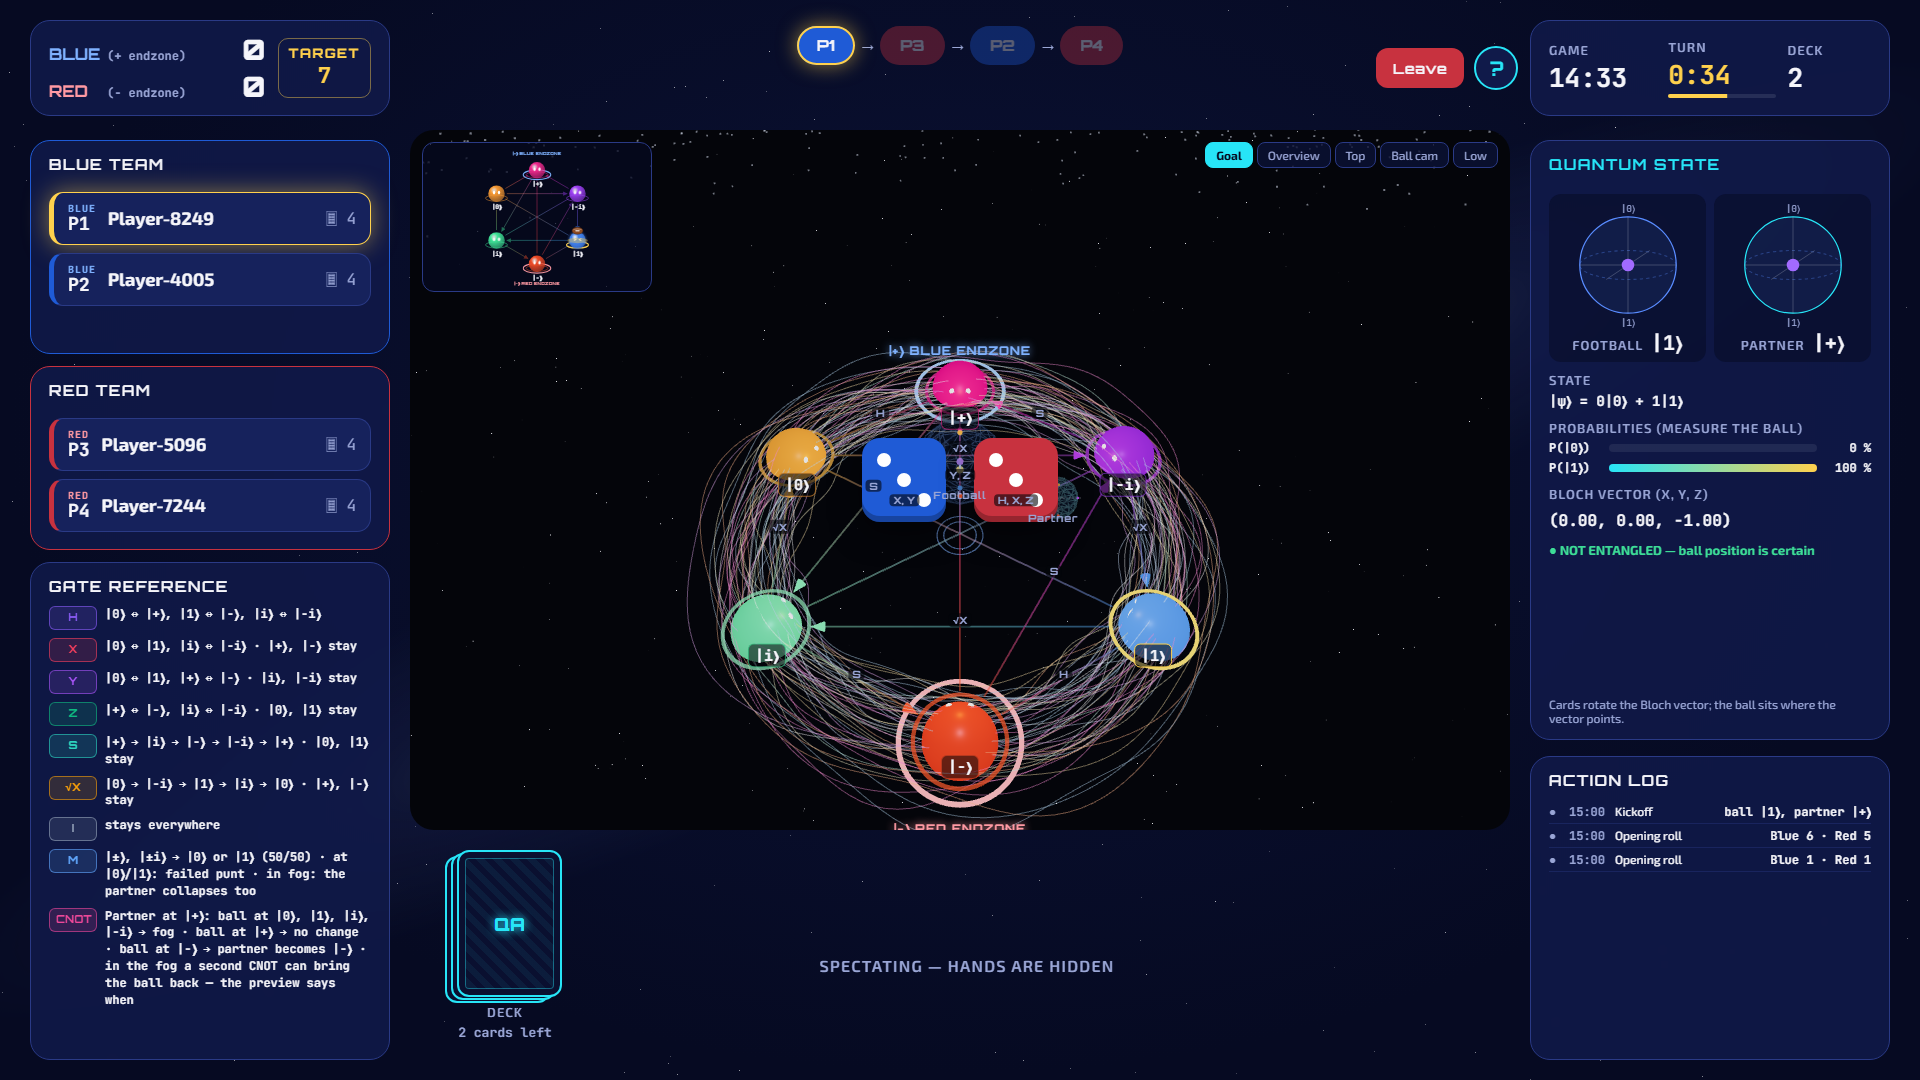 BLUE (+ endzone)
RED (- endzone)
TARGET
7
P1 → P3 → P2 → P4
Leave
?
GAME
14:33
TURN
0:34
DECK
2
BLUE TEAM
BLUE
P1 Player-8249 4
BLUE
P2 Player-4005 4
RED TEAM
RED
P3 Player-5096 4
RED
P4 Player-7244 4
GATE REFERENCE
H |0⟩ ↔ |+⟩, |1⟩ ↔ |-⟩, |i⟩ ↔ |-i⟩
X |0⟩ ↔ |1⟩, |i⟩ ↔ |-i⟩ · |+⟩, |-⟩ stay
Y |0⟩ ↔ |1⟩, |+⟩ ↔ |-⟩ · |i⟩, |-i⟩ stay
Z |+⟩ ↔ |-⟩, |i⟩ ↔ |-i⟩ · |0⟩, |1⟩ stay
S |+⟩ → |i⟩ → |-⟩ → |-i⟩ → |+⟩ · |0⟩, |1⟩
stay
√X |0⟩ → |-i⟩ → |1⟩ → |i⟩ → |0⟩ · |+⟩, |-⟩
stay
I stays everywhere
M |±⟩, |±i⟩ → |0⟩ or |1⟩ (50/50) · at
|0⟩/|1⟩: failed punt · in fog: the
partner collapses too
CNOT Partner at |+⟩: ball at |0⟩, |1⟩, |i⟩,
|-i⟩ → fog · ball at |+⟩ → no change
· ball at |-⟩ → partner becomes |-⟩ ·
in the fog a second CNOT can bring
the ball back — the preview says
when
|+⟩ BLUE ENDZONE
|+⟩
|0⟩
|-i⟩
|i⟩
|1⟩
|-⟩
|-⟩ RED ENDZONE
Goal
Overview
Top
Ball cam
Low
|+⟩ BLUE ENDZONE
H
S
|+⟩
√X
|0⟩
|-i⟩
Y, Z
S
X, Y
Football
H, X, Z
Partner
√X
√X
S
√X
|i⟩
|1⟩
S
H
|-⟩
|-⟩ RED ENDZONE
QA
DECK
2 cards left
SPECTATING — HANDS ARE HIDDEN
QUANTUM STATE
|0⟩
|1⟩
FOOTBALL |1⟩
|0⟩
|1⟩
PARTNER |+⟩
STATE
|ψ⟩ = 0|0⟩ + 1|1⟩
PROBABILITIES (MEASURE THE BALL)
P(|0⟩) 0 %
P(|1⟩) 100 %
BLOCH VECTOR (X, Y, Z)
(0.00, 0.00, -1.00)
● NOT ENTANGLED — ball position is certain
Cards rotate the Bloch vector; the ball sits where the
vector points.
ACTION LOG
● 15:00 Kickoff ball |1⟩, partner |+⟩
● 15:00 Opening roll Blue 6 · Red 5
● 15:00 Opening roll Blue 1 · Red 1